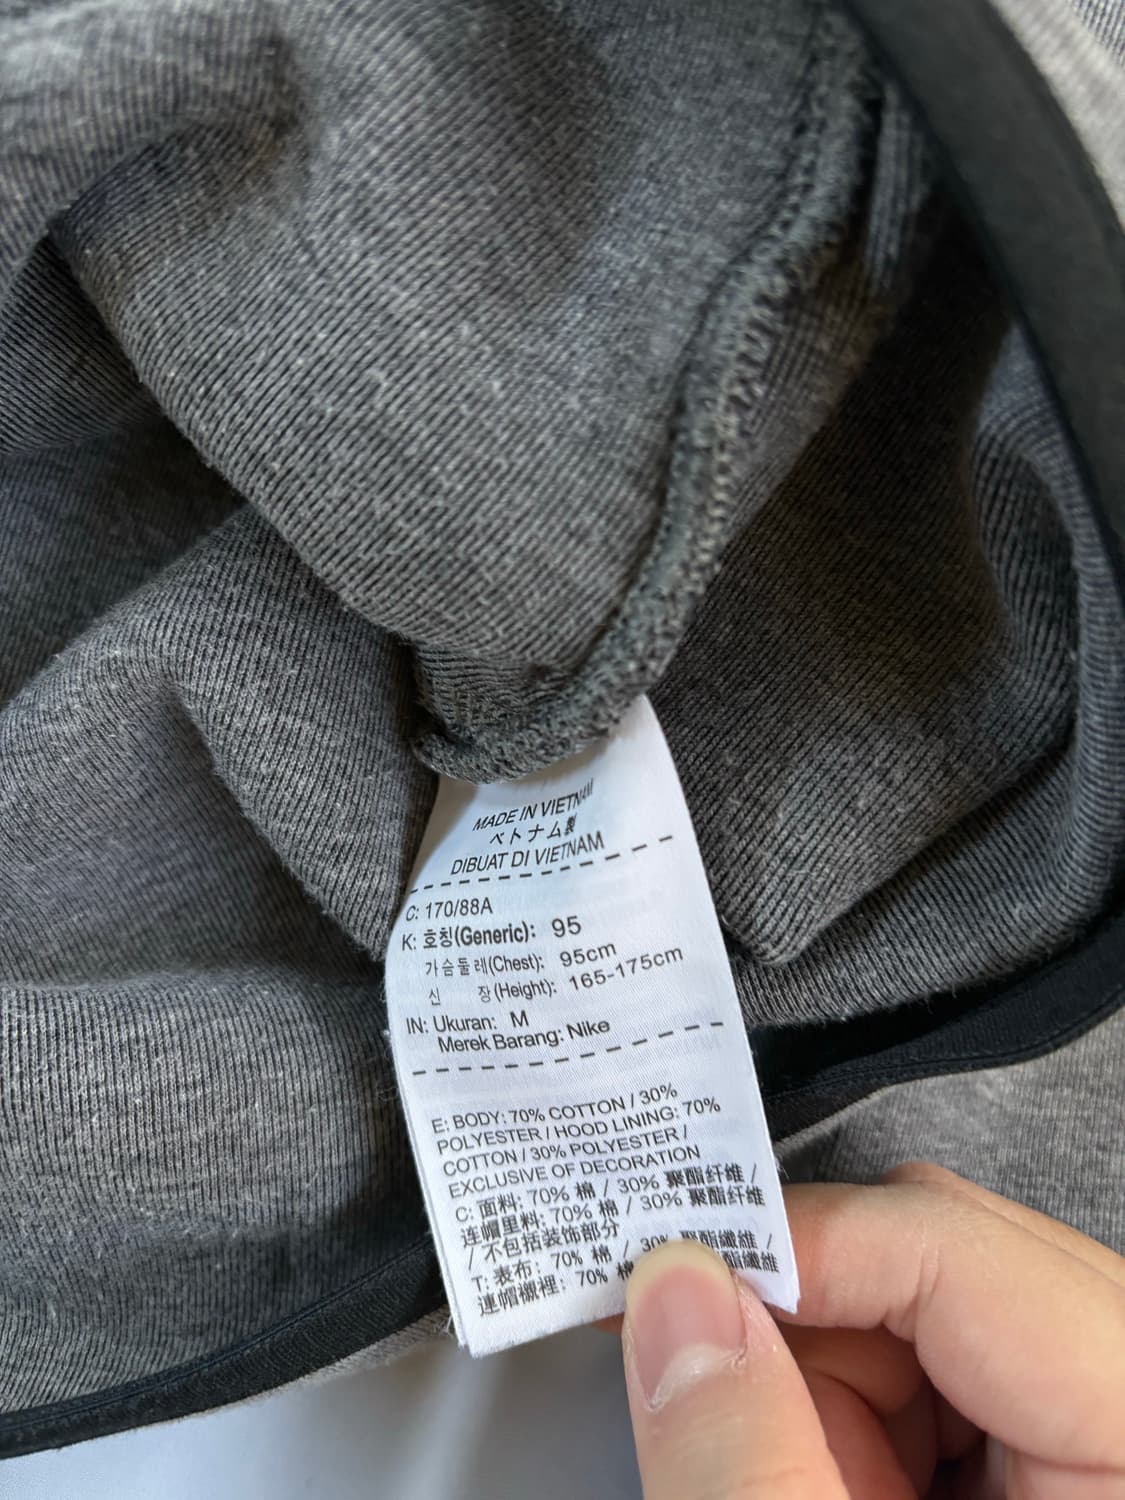 MADE IN VIETNAM
ベトナム製
DIBUAT DI VIETNAM
C: 170/88A
K: 호칭(Generic): 95
가슴둘레(Chest): 95cm
신 장(Height): 165-175cm
IN: Ukuran: M
Merek Barang: Nike
E: BODY: 70% COTTON / 30%
POLYESTER / HOOD LINING: 70%
COTTON / 30% POLYESTER /
EXCLUSIVE OF DECORATION
C: 面料: 70% 棉 / 30% 聚酯纤维 /
连帽里料: 70% 棉 / 30% 聚酯纤维
/ 不包括装饰部分
T: 表布: 70% 棉 / 30% 聚酯纖維 /
連帽襯裡: 70% 棉 酯纖維